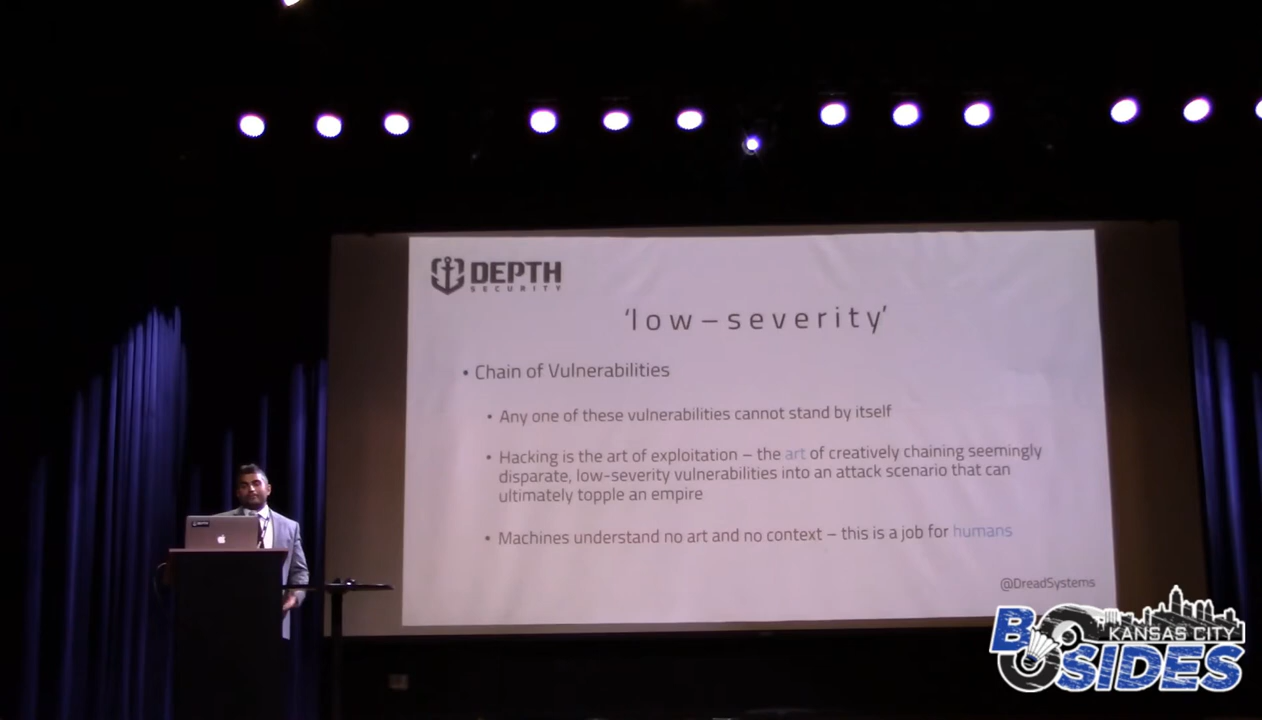 DEPTH
SECURITY
'low–severity'
• Chain of Vulnerabilities
• Any one of these vulnerabilities cannot stand by itself
• Hacking is the art of exploitation – the art of creatively chaining seemingly
disparate, low-severity vulnerabilities into an attack scenario that can
ultimately topple an empire
• Machines understand no art and no context – this is a job for humans
@DreadSystems
KANSAS CITY
BSIDES